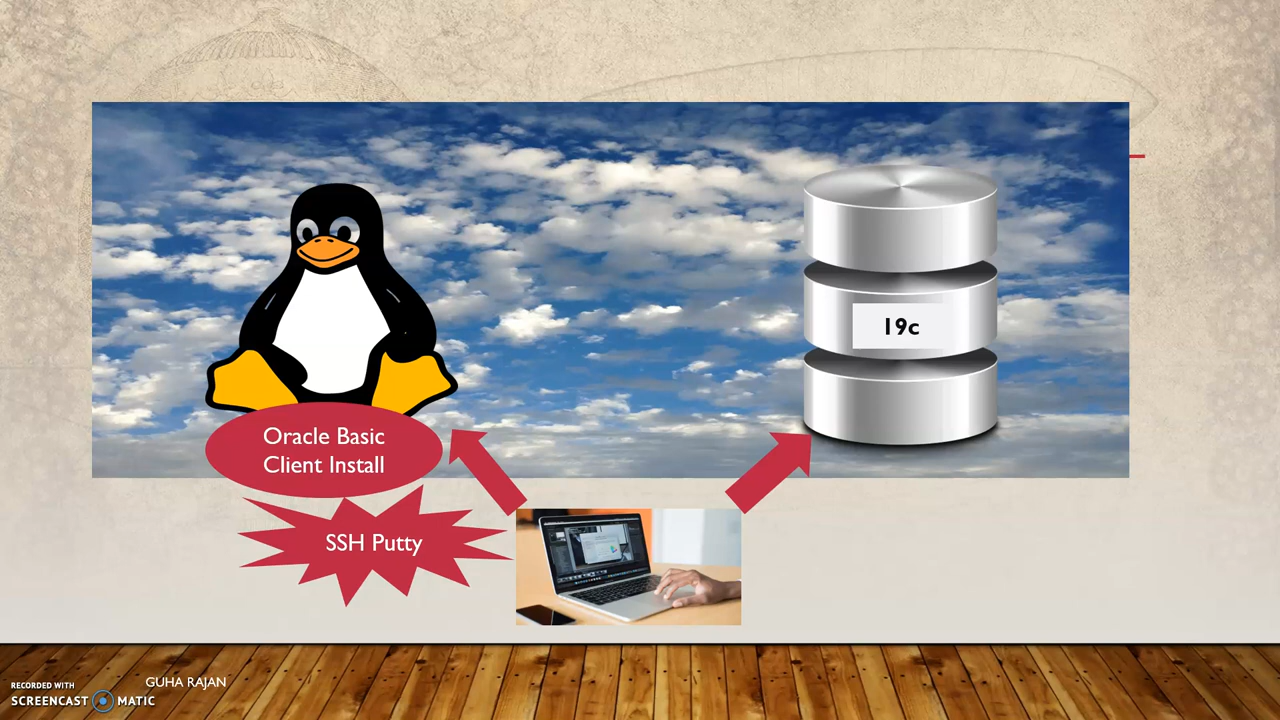 19c
Oracle Basic
Client Install
SSH Putty
GUHA RAJAN
RECORDED WITH
SCREENCAST MATIC